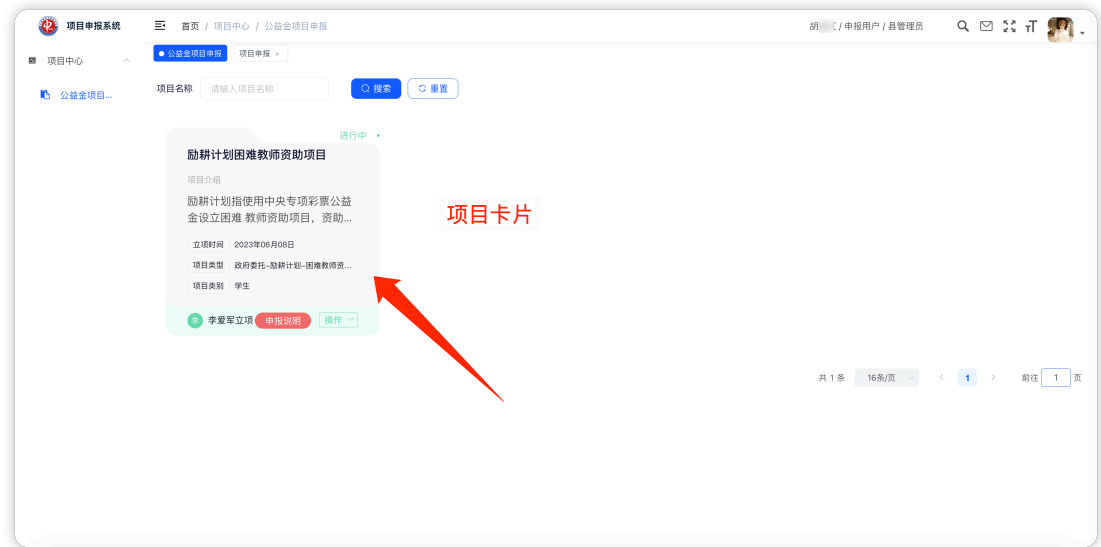 项目申报系统
首页 / 项目中心 / 公益金项目申报
胡 / 申报用户 / 县管理员
项目中心
公益金项目申报
项目申报 ×
公益金项目...
项目名称 请输入项目名称 搜索 重置
进行中
励耕计划困难教师资助项目
项目介绍
励耕计划指使用中央专项彩票公益
金设立困难 教师资助项目，资助...
立项时间 2023年06月08日
项目类型 政府委托-励耕计划-困难教师资...
项目类别 学生
李 李爱军立项 申报说明 操作
项目卡片
共 1 条 16条/页 1 前往 1 页